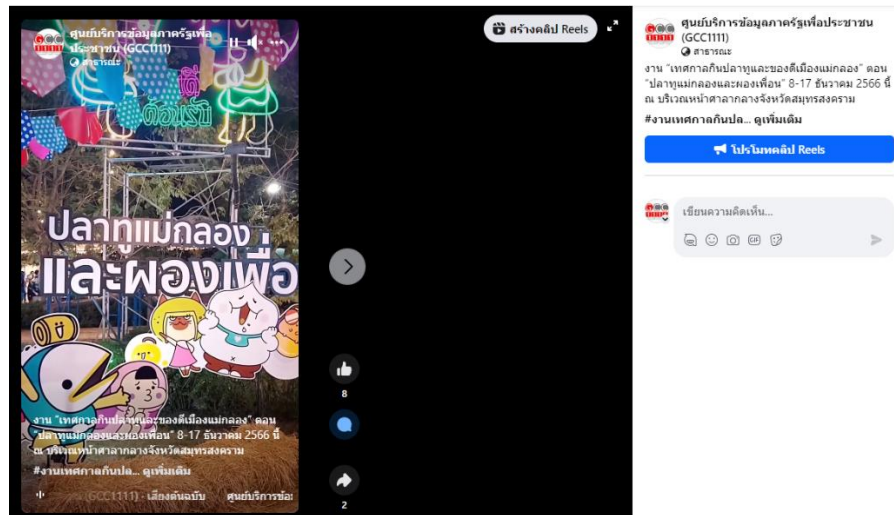 ศูนย์บริการข้อมูลภาครัฐเพื่อ
ประชาชน (GCC1111)
สาธารณะ
ต้อนรับ
ปลาทูแม่กลอง
และผองเพื่อ
งาน "เทศกาลกินปลาทูและของดีเมืองแม่กลอง" ตอน
"ปลาทูแม่กลองและผองเพื่อน" 8-17 ธันวาคม 2566 นี้
ณ บริเวณหน้าศาลากลางจังหวัดสมุทรสงคราม
#งานเทศกาลกินปล... ดูเพิ่มเติม
(GCC1111) · เสียงต้นฉบับ ศูนย์บริการข้อ
สร้างคลิป Reels
8
2
ศูนย์บริการข้อมูลภาครัฐเพื่อประชาชน
(GCC1111)
สาธารณะ
งาน "เทศกาลกินปลาทูและของดีเมืองแม่กลอง" ตอน
"ปลาทูแม่กลองและผองเพื่อน" 8-17 ธันวาคม 2566 นี้
ณ บริเวณหน้าศาลากลางจังหวัดสมุทรสงคราม
#งานเทศกาลกินปล... ดูเพิ่มเติม
โปรโมทคลิป Reels
เขียนความคิดเห็น...
GIF